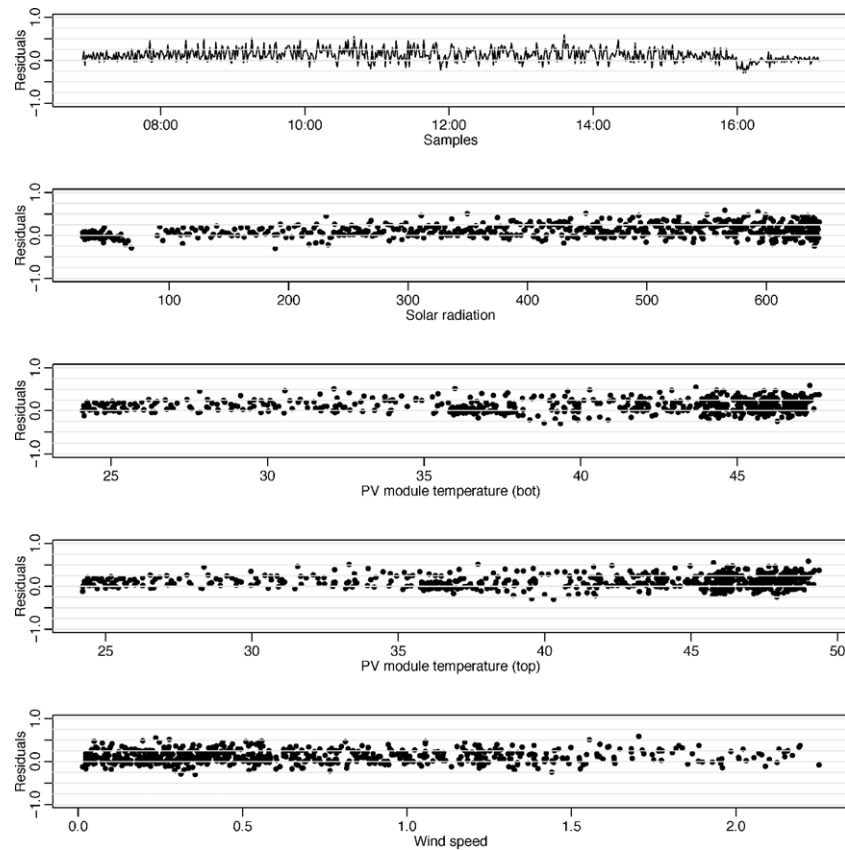 Residuals
-1.0 0.0 1.0
08:00 10:00 12:00 14:00 16:00
Samples
Residuals
-1.0 0.0 1.0
100 200 300 400 500 600
Solar radiation
Residuals
-1.0 0.0 1.0
25 30 35 40 45
PV module temperature (bot)
Residuals
-1.0 0.0 1.0
25 30 35 40 45 50
PV module temperature (top)
Residuals
-1.0 0.0 1.0
0.0 0.5 1.0 1.5 2.0
Wind speed